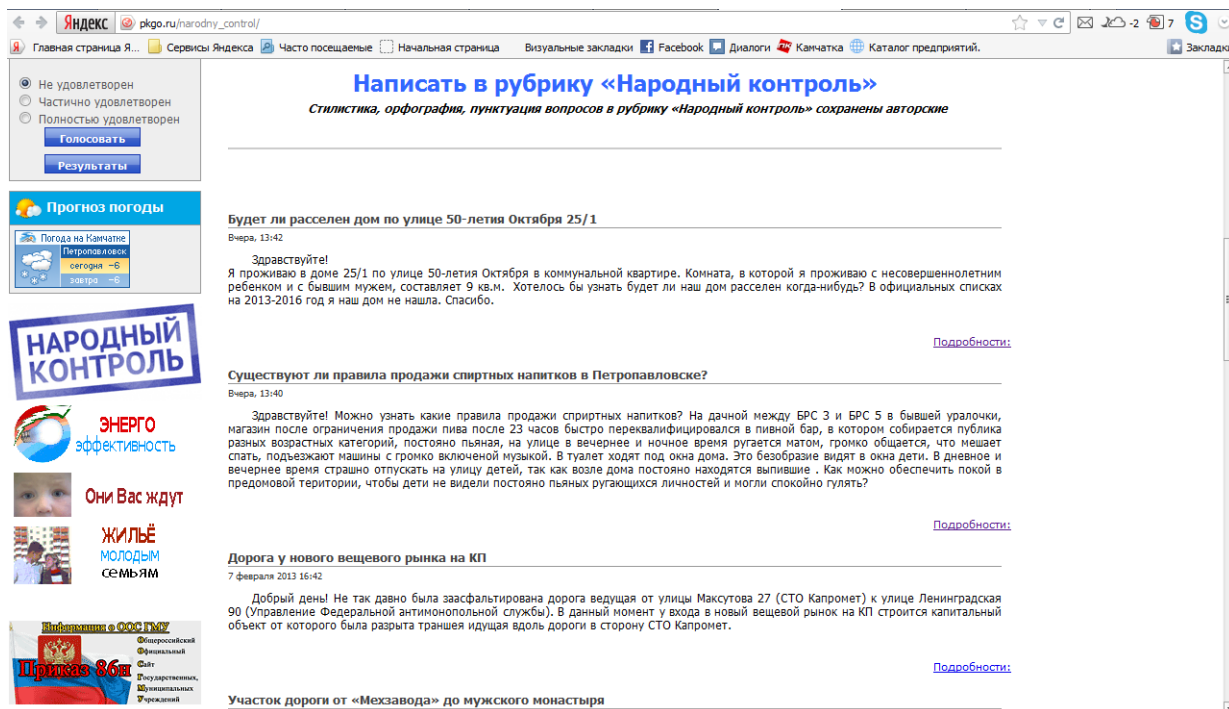 Яндекс pkgo.ru/narodny_control/ -2 7
Главная страница Я... Сервисы Яндекса Часто посещаемые Начальная страница Визуальные закладки Facebook Диалоги Камчатка Каталог предприятий. Закладки
Не удовлетворен
Частично удовлетворен
Полностью удовлетворен
Голосовать
Результаты
Прогноз погоды
Погода на Камчатке
Петропавловск
сегодня -6
завтра -6
НАРОДНЫЙ
КОНТРОЛЬ
ЭНЕРГО
эффективность
Они Вас ждут
ЖИЛЬЁ
МОЛОДЫМ
семьям
Информация о ООС ГМУ
Общероссийский
Официальный
Сайт
Государственных,
Муниципальных
Учреждений
Приказ 86н
Написать в рубрику «Народный контроль»
Стилистика, орфография, пунктуация вопросов в рубрику «Народный контроль» сохранены авторские
Будет ли расселен дом по улице 50-летия Октября 25/1
Вчера, 13:42
Здравствуйте!
Я проживаю в доме 25/1 по улице 50-летия Октября в коммунальной квартире. Комната, в которой я проживаю с несовершеннолетним
ребенком и с бывшим мужем, составляет 9 кв.м. Хотелось бы узнать будет ли наш дом расселен когда-нибудь? В официальных списках
на 2013-2016 год я наш дом не нашла. Спасибо.
Подробности:
Существуют ли правила продажи спиртных напитков в Петропавловске?
Вчера, 13:40
Здравствуйте! Можно узнать какие правила продажи сприртных напитков? На дачной между БРС 3 и БРС 5 в бывшей уралочки,
магазин после ограничения продажи пива после 23 часов быстро переквалифицировался в пивной бар, в котором собирается публика
разных возрастных категорий, постояно пьяная, на улице в вечернее и ночное время ругается матом, громко общается, что мешает
спать, подъезжают машины с громко включеной музыкой. В туалет ходят под окна дома. Это безобразие видят в окна дети. В дневное и
вечернее время страшно отпускать на улицу детей, так как возле дома постояно находятся выпившие . Как можно обеспечить покой в
предомовой територии, чтобы дети не видели постояно пьяных ругающихся личностей и могли спокойно гулять?
Подробности:
Дорога у нового вещевого рынка на КП
7 февраля 2013 16:42
Добрый день! Не так давно была заасфальтирована дорога ведущая от улицы Максутова 27 (СТО Капромет) к улице Ленинградская
90 (Управление Федеральной антимонопольной службы). В данный момент у входа в новый вещевой рынок на КП строится капитальный
объект от которого была разрыта траншея идущая вдоль дороги в сторону СТО Капромет.
Подробности:
Участок дороги от «Мехзавода» до мужского монастыря